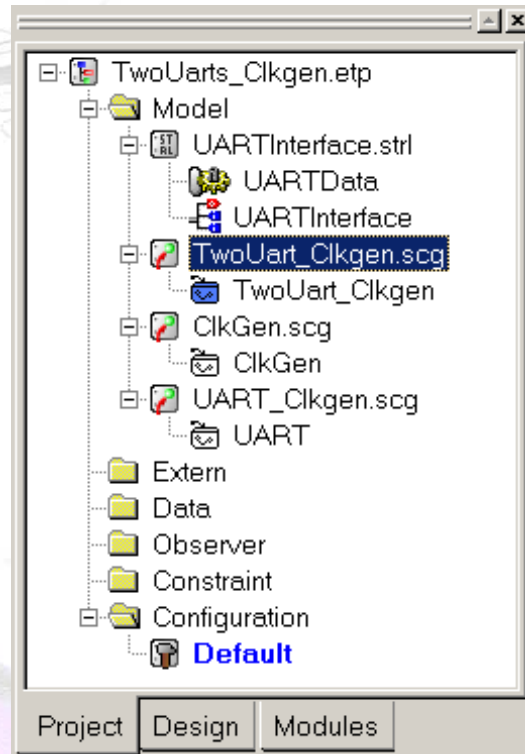 TwoUarts_Clkgen.etp
Model
UARTInterface.strl
UARTData
UARTInterface
TwoUart_Clkgen.scg
TwoUart_Clkgen
ClkGen.scg
ClkGen
UART_Clkgen.scg
UART
Extern
Data
Observer
Constraint
Configuration
Default
Project Design Modules